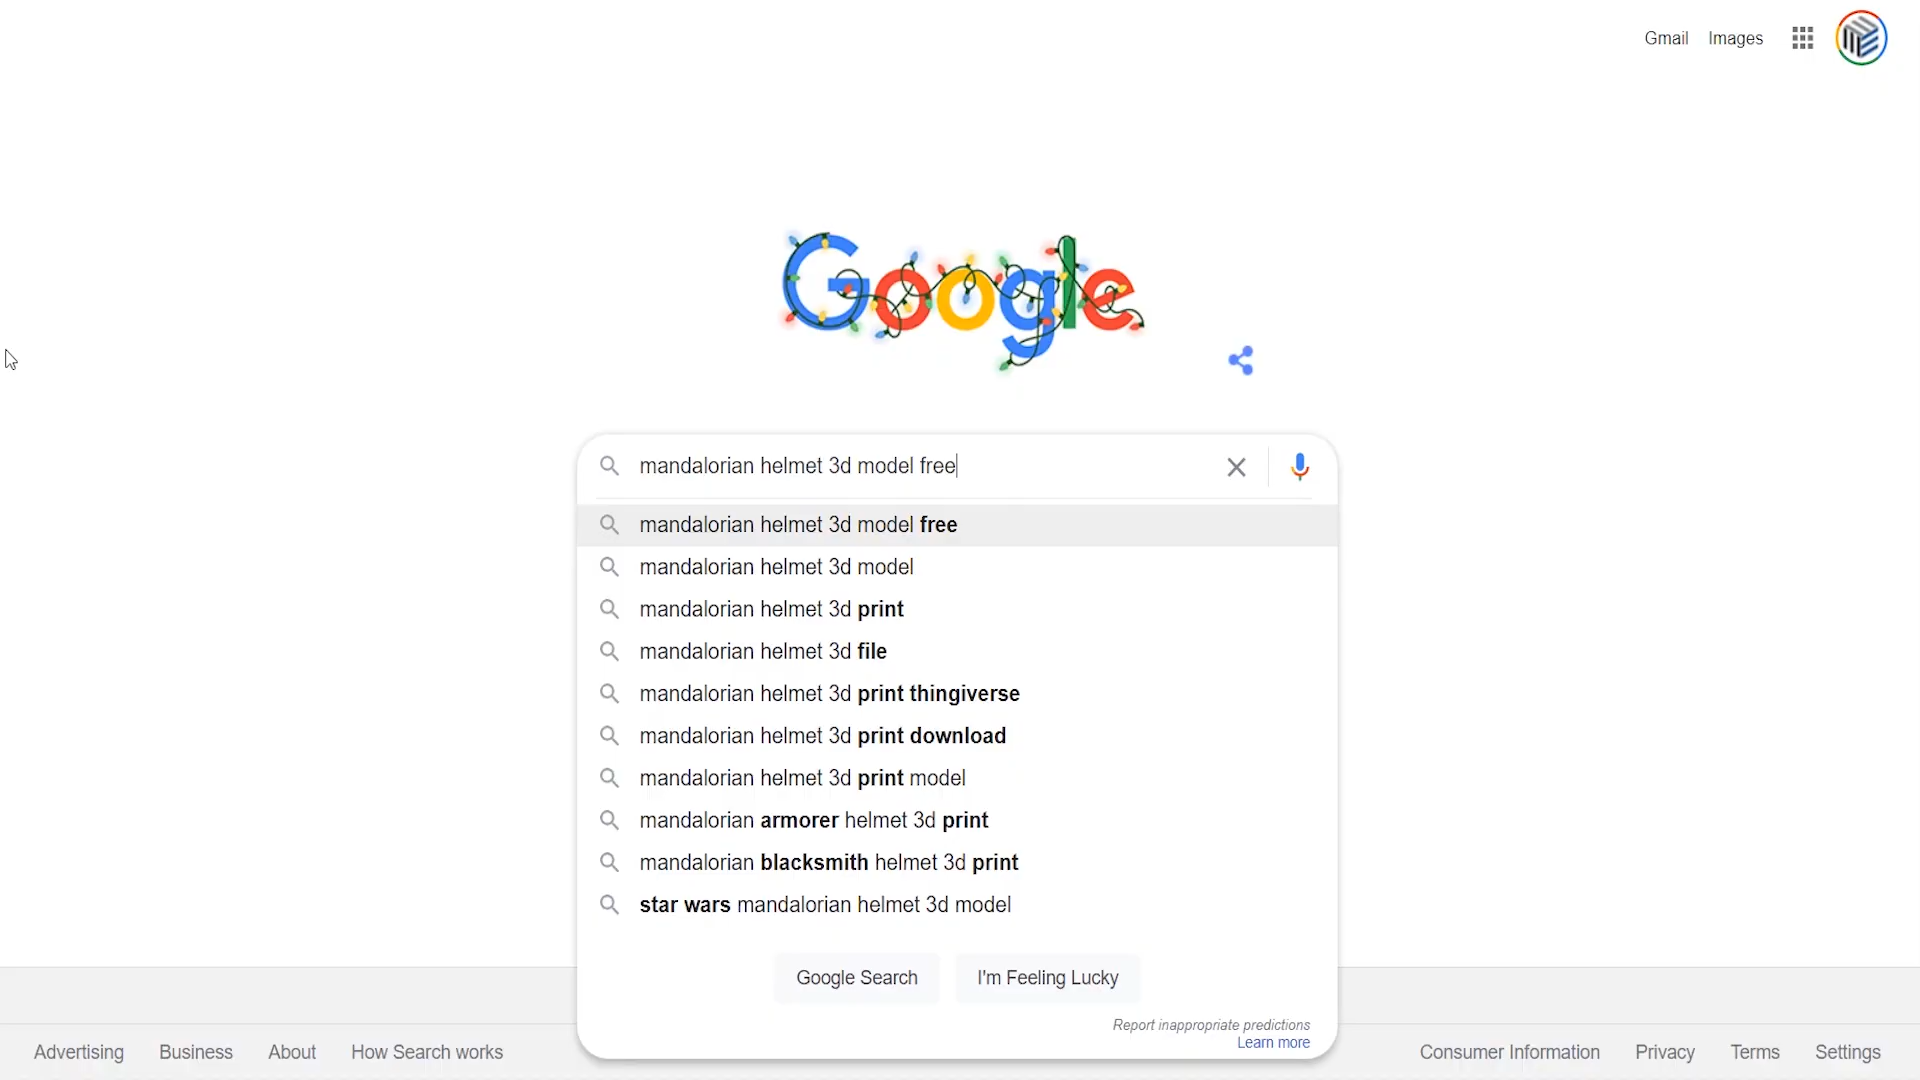 Gmail Images
Google
mandalorian helmet 3d model free
mandalorian helmet 3d model free
mandalorian helmet 3d model
mandalorian helmet 3d print
mandalorian helmet 3d file
mandalorian helmet 3d print thingiverse
mandalorian helmet 3d print download
mandalorian helmet 3d print model
mandalorian armorer helmet 3d print
mandalorian blacksmith helmet 3d print
star wars mandalorian helmet 3d model
Google Search I'm Feeling Lucky
Report inappropriate predictions
Learn more
Advertising Business About How Search works Consumer Information Privacy Terms Settings